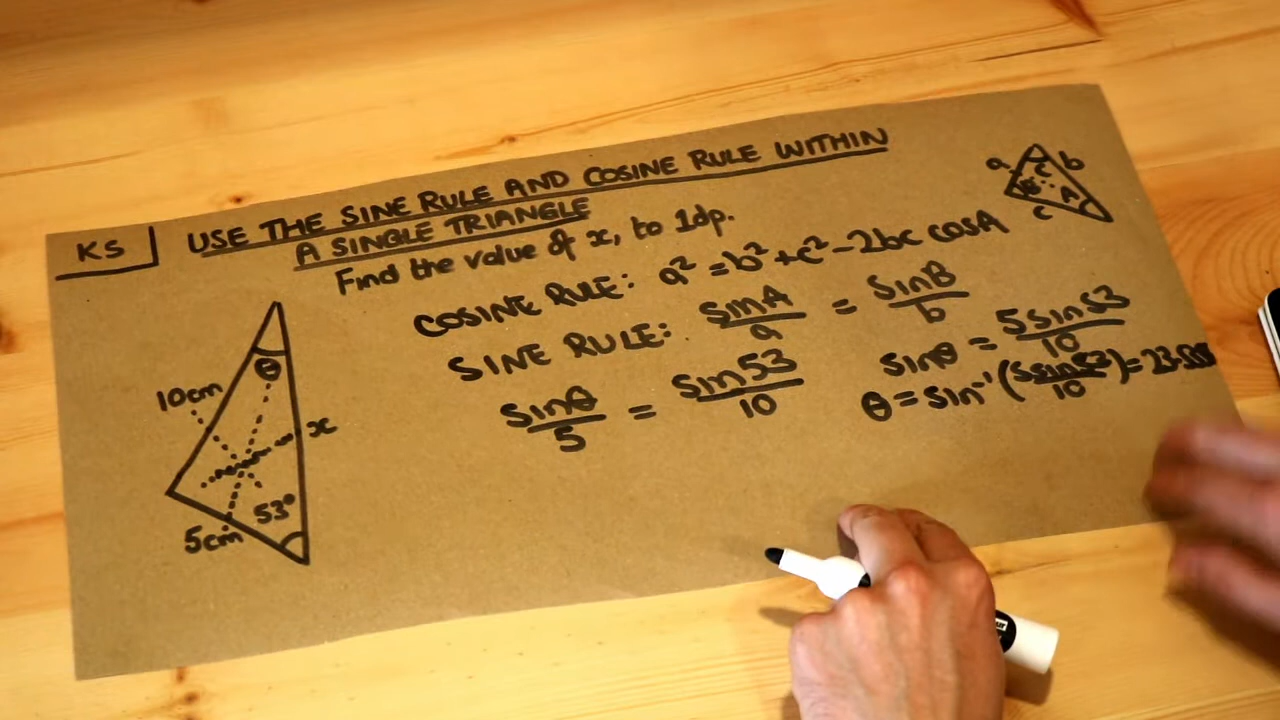 K5
USE THE SINE RULE AND COSINE RULE WITHIN
A SINGLE TRIANGLE
Find the value of x, to 1dp.
COSINE RULE: a² = b² + c² - 2bc cosA
SINE RULE: sinA/a = sinB/b
sinθ/5 = sin53/10
sinθ = 5sin53/10
θ = sin⁻¹(5sin53/10) =
10cm
θ
x
53°
5cm
a
b
C
B
A
c